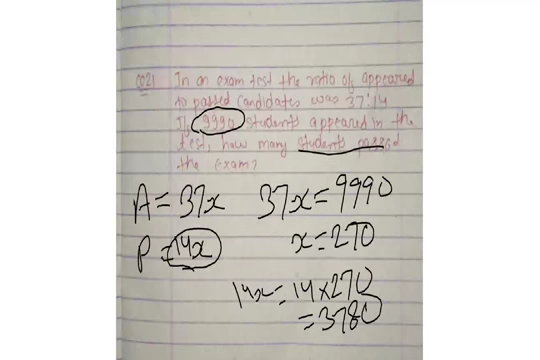 Q21 In an exam test the ratio of appeared
to passed candidates was 37:14
If 9990 students appeared in the
test, how many students passed
the exam?
A = 37x 37x = 9990
P = 14x x = 270
14x = 14 × 270
= 3780